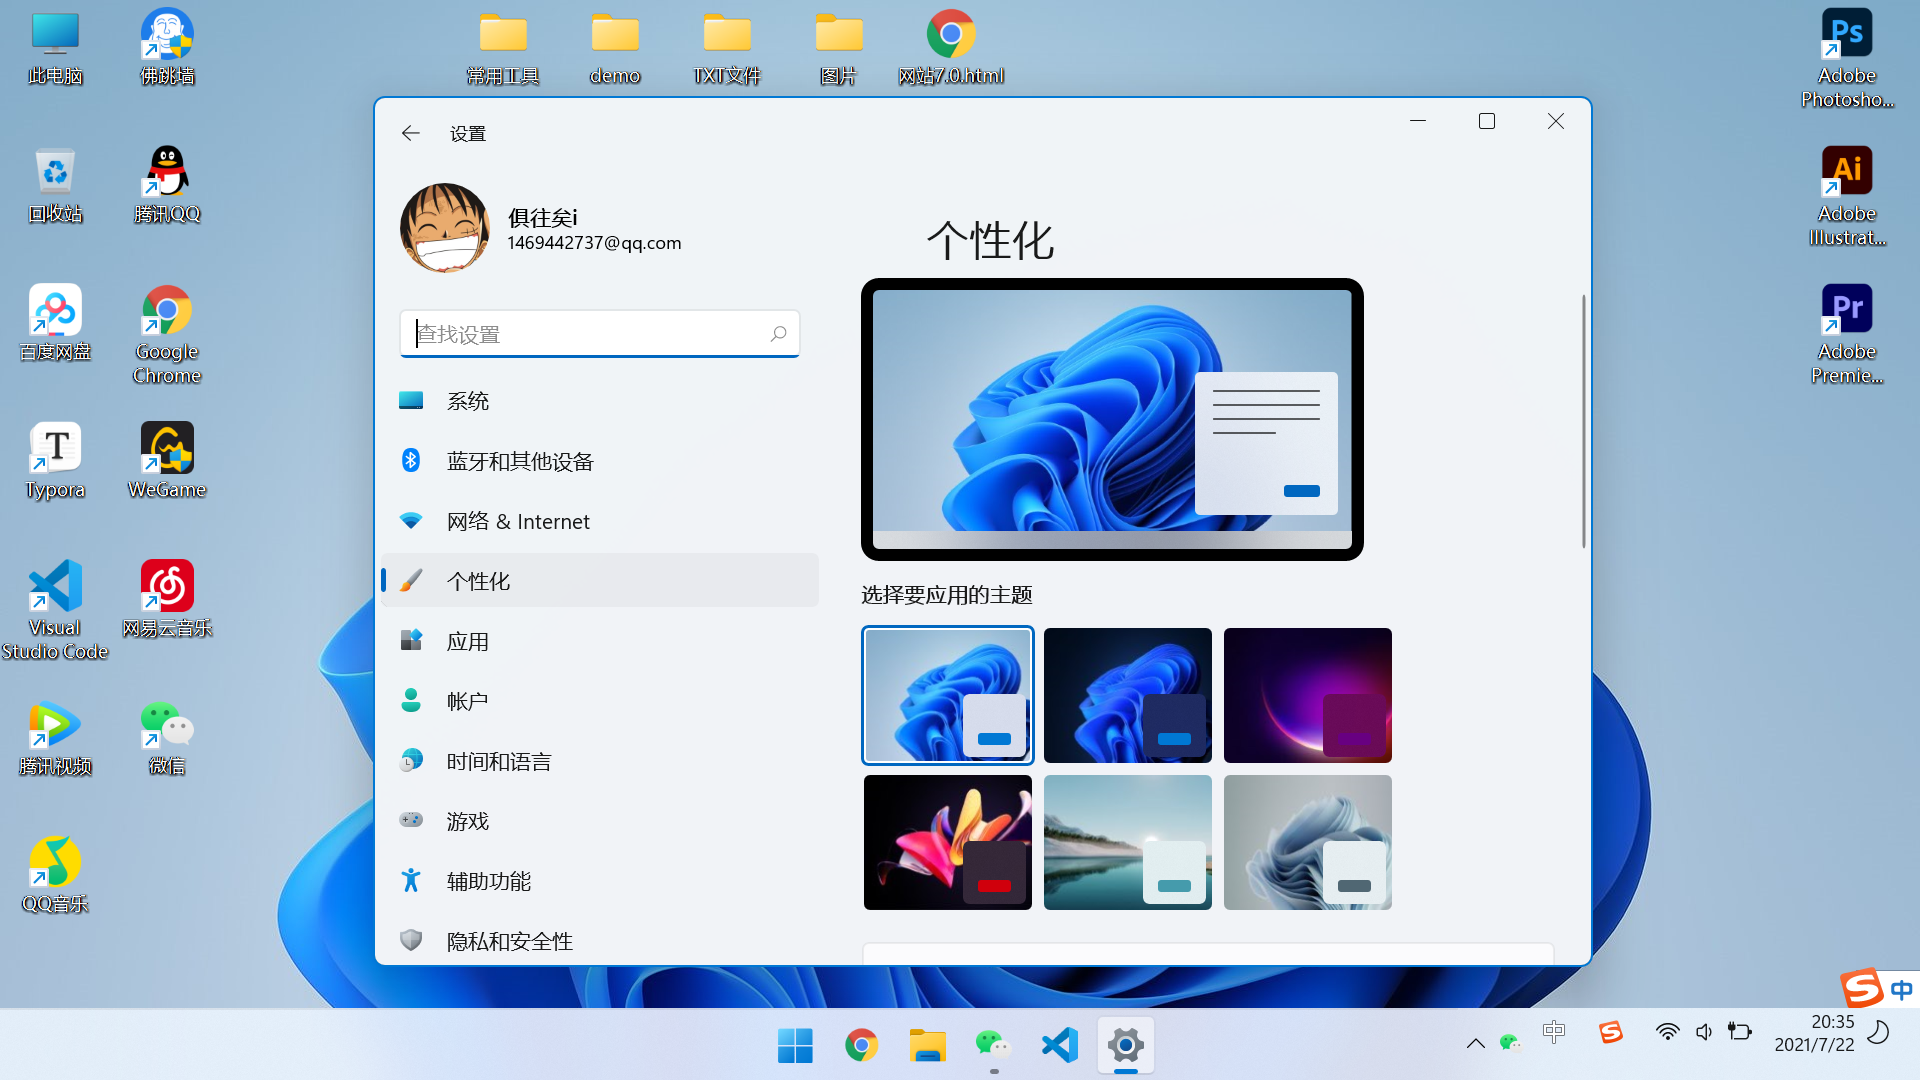 此电脑
佛跳墙
常用工具
demo
TXT文件
图片
网站7.0.html
Ps
Adobe
Photosho...
回收站
腾讯QQ
Ai
Adobe
Illustrat...
百度网盘
Google
Chrome
Pr
Adobe
Premie...
T
Typora
WeGame
Visual
Studio Code
网易云音乐
腾讯视频
微信
QQ音乐
设置
俱往矣i
1469442737@qq.com
查找设置
系统
蓝牙和其他设备
网络 & Internet
个性化
应用
帐户
时间和语言
游戏
辅助功能
隐私和安全性
个性化
选择要应用的主题
S 中
中
S
20:35
2021/7/22